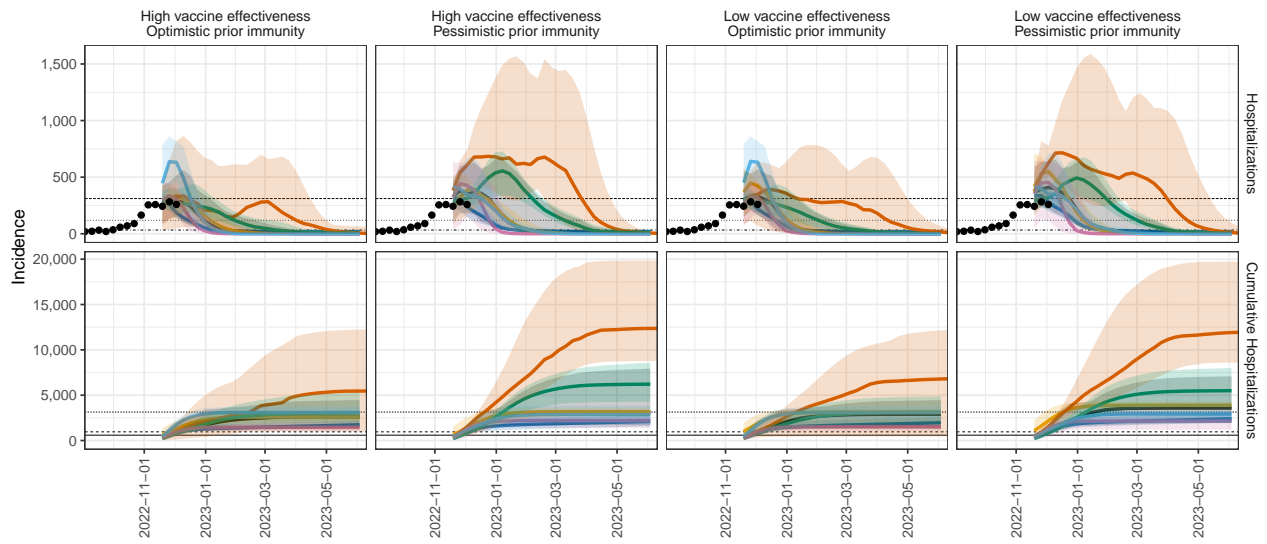 High vaccine effectiveness
Optimistic prior immunity
High vaccine effectiveness
Pessimistic prior immunity
Low vaccine effectiveness
Optimistic prior immunity
Low vaccine effectiveness
Pessimistic prior immunity
Incidence
1,500
1,000
500
0
Hospitalizations
20,000
15,000
10,000
5,000
0
Cumulative Hospitalizations
2022−11−01
2023−01−01
2023−03−01
2023−05−01
2022−11−01
2023−01−01
2023−03−01
2023−05−01
2022−11−01
2023−01−01
2023−03−01
2023−05−01
2022−11−01
2023−01−01
2023−03−01
2023−05−01